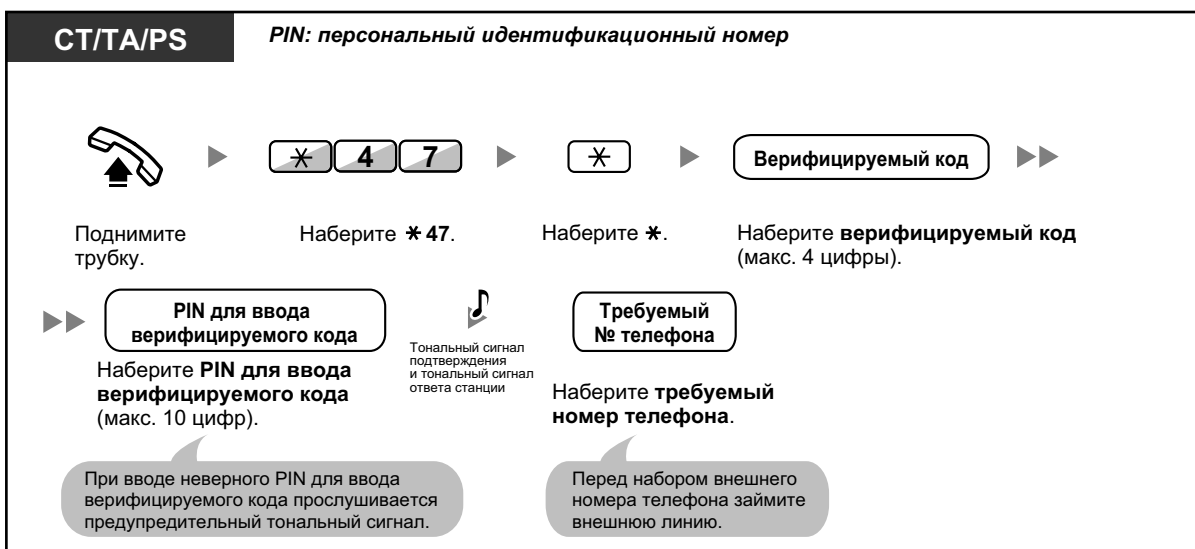 CT/TA/PS
PIN: персональный идентификационный номер
* 4 7
*
Верифицируемый код
Поднимите
трубку.
Наберите * 47.
Наберите *.
Наберите верифицируемый код
(макс. 4 цифры).
PIN для ввода
верифицируемого кода
Тональный сигнал
подтверждения
и тональный сигнал
ответа станции
Требуемый
№ телефона
Наберите PIN для ввода
верифицируемого кода
(макс. 10 цифр).
Наберите требуемый
номер телефона.
При вводе неверного PIN для ввода
верифицируемого кода прослушивается
предупредительный тональный сигнал.
Перед набором внешнего
номера телефона займите
внешнюю линию.